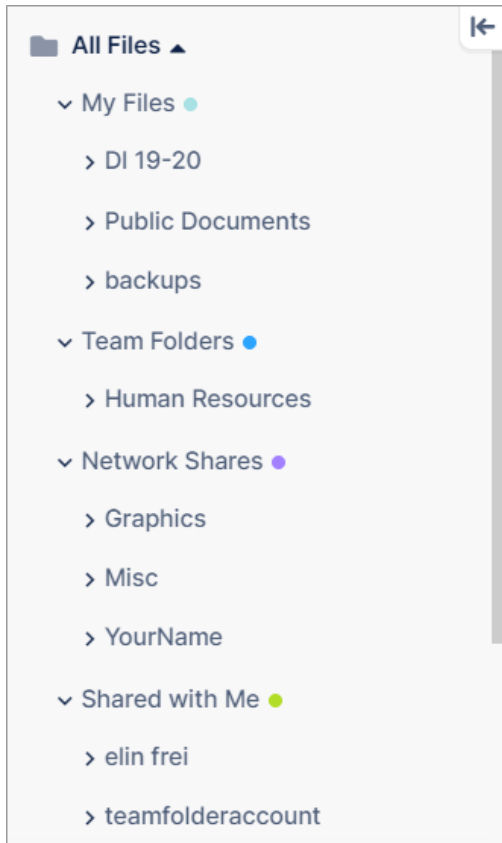 All Files
My Files
DI 19-20
Public Documents
backups
Team Folders
Human Resources
Network Shares
Graphics
Misc
YourName
Shared with Me
elin frei
teamfolderaccount